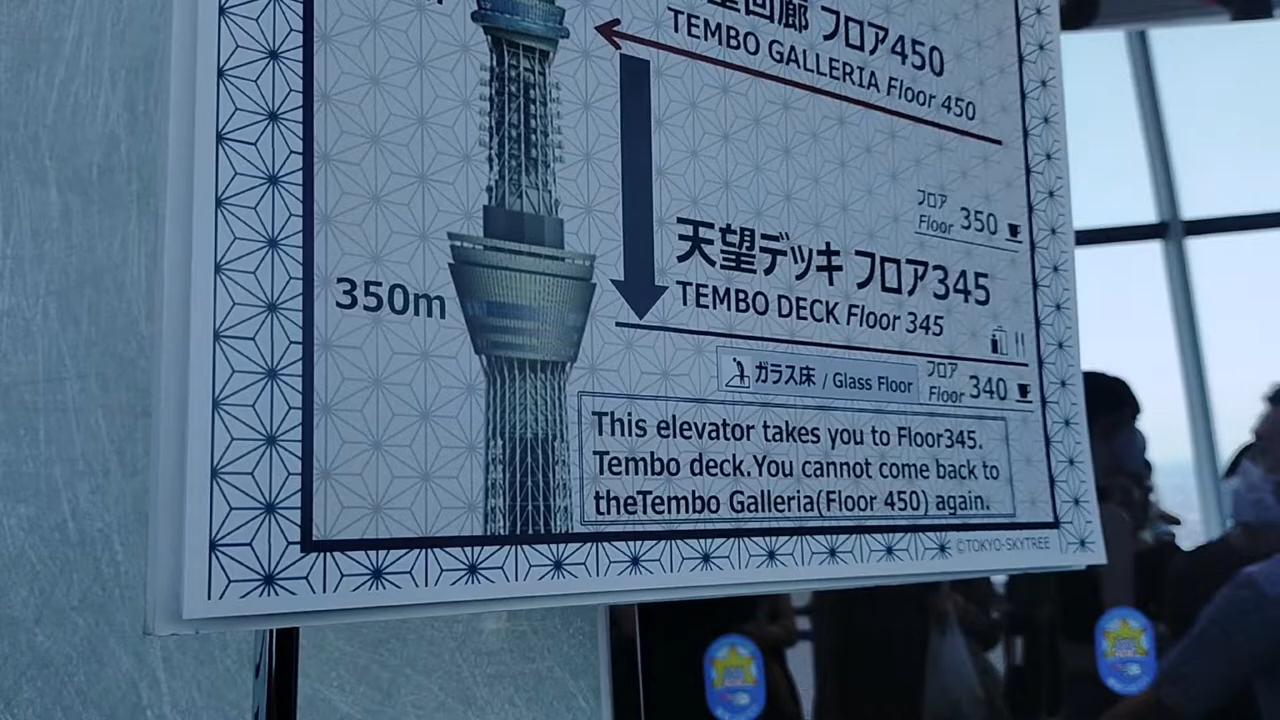 回廊 フロア450
TEMBO GALLERIA Floor 450
フロア
Floor 350
天望デッキ フロア345
TEMBO DECK Floor 345
350m
ガラス床 / Glass Floor
フロア
Floor 340
This elevator takes you to Floor345.
Tembo deck.You cannot come back to
theTembo Galleria(Floor 450) again.
©TOKYO-SKYTREE